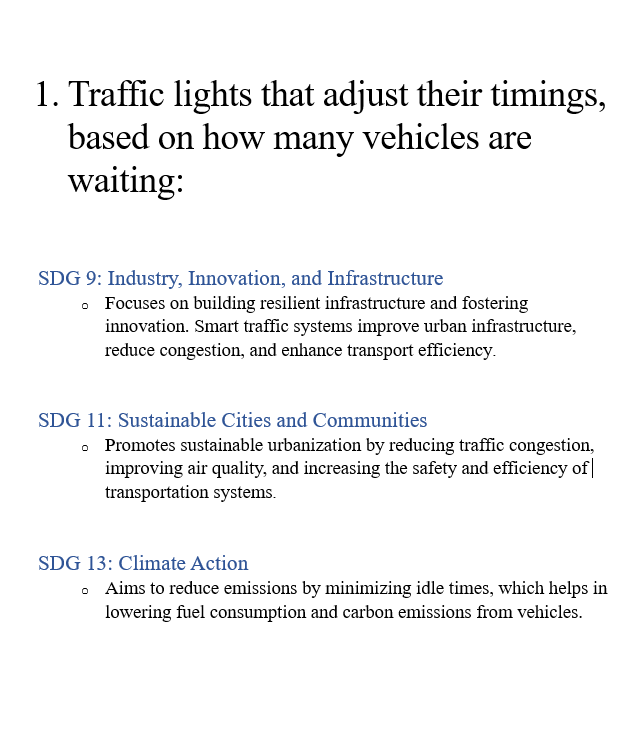 1. Traffic lights that adjust their timings,
based on how many vehicles are
waiting:
SDG 9: Industry, Innovation, and Infrastructure
o Focuses on building resilient infrastructure and fostering
innovation. Smart traffic systems improve urban infrastructure,
reduce congestion, and enhance transport efficiency.
SDG 11: Sustainable Cities and Communities
o Promotes sustainable urbanization by reducing traffic congestion,
improving air quality, and increasing the safety and efficiency of
transportation systems.
SDG 13: Climate Action
o Aims to reduce emissions by minimizing idle times, which helps in
lowering fuel consumption and carbon emissions from vehicles.